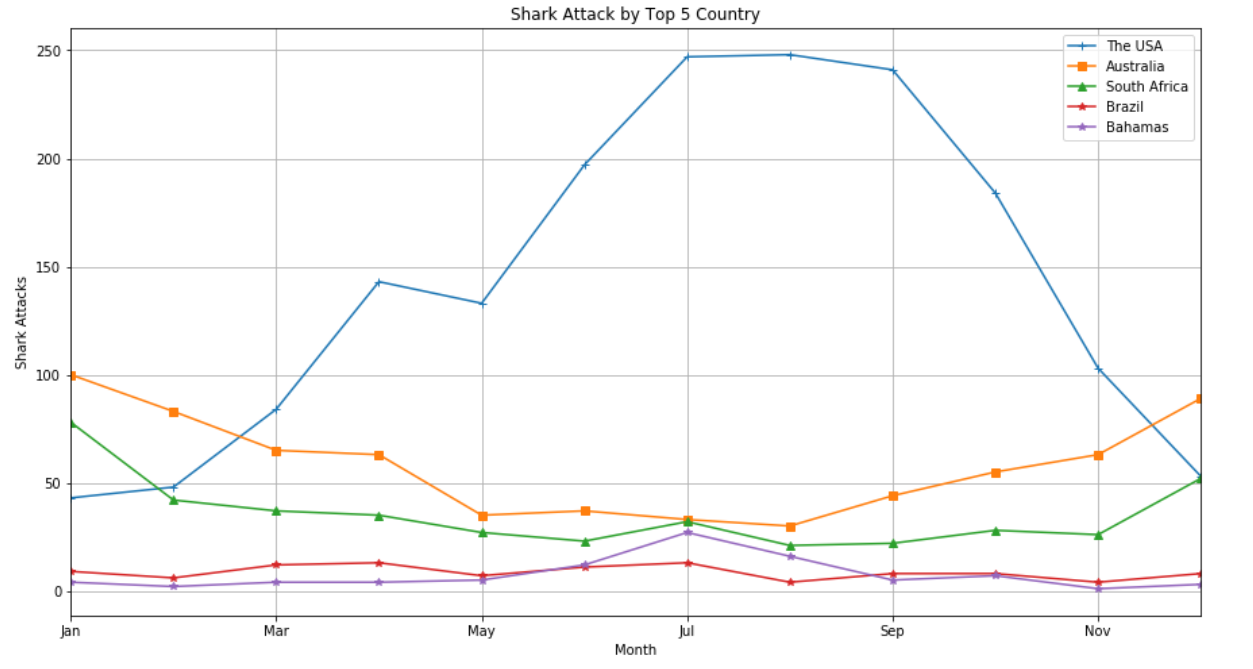 Shark Attack by Top 5 Country
The USA
Australia
South Africa
Brazil
Bahamas
250
200
150
100
50
0
Shark Attacks
Jan Mar May Jul Sep Nov
Month